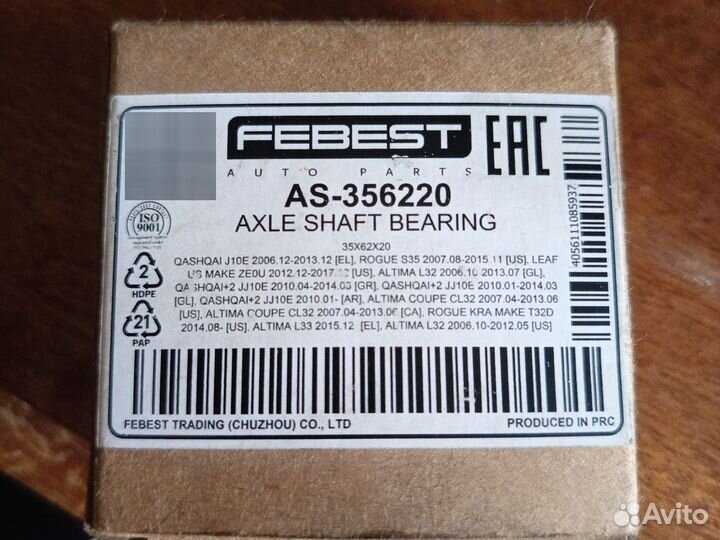 FEBEST
AUTO PARTS
EAC
AS-356220
AXLE SHAFT BEARING
35X62X20
ISO
9001
QASHQAI J10E 2006.12-2013.12 [EL], ROGUE S35 2007.08-2015.11 [US], LEAF
US MAKE ZE0U 2012.12-2017.12 [US], ALTIMA L32 2006.10-2013.07 [GL],
QASHQAI+2 JJ10E 2010.04-2014.03 [GR], QASHQAI+2 JJ10E 2010.01-2014.03
[GL], QASHQAI+2 JJ10E 2010.01- [AR], ALTIMA COUPE CL32 2007.04-2013.06
[US], ALTIMA COUPE CL32 2007.04-2013.06 [CA], ROGUE KRA MAKE T32D
2014.08- [US], ALTIMA L33 2015.12 [EL], ALTIMA L32 2006.10-2012.05 [US]
2
HDPE
21
PAP
4056111085937
FEBEST TRADING (CHUZHOU) CO., LTD
PRODUCED IN PRC
Avito